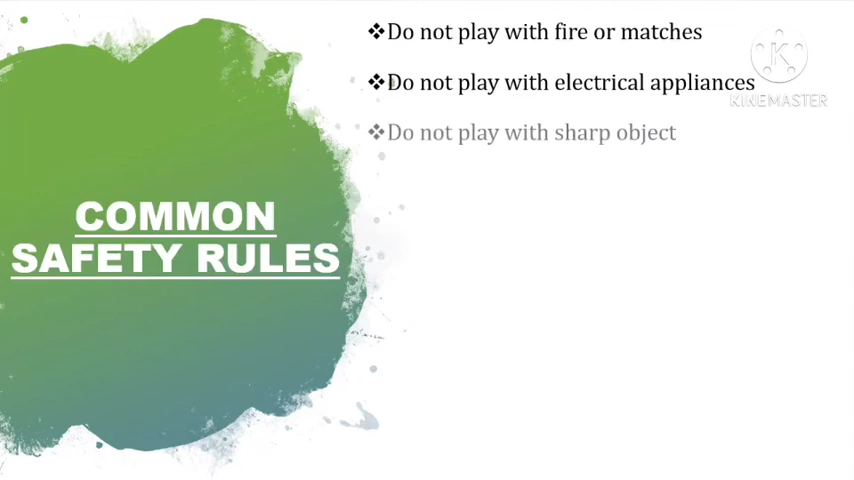 ❖Do not play with fire or matches
❖Do not play with electrical appliances
❖Do not play with sharp object
COMMON
SAFETY RULES
K
KINEMASTER